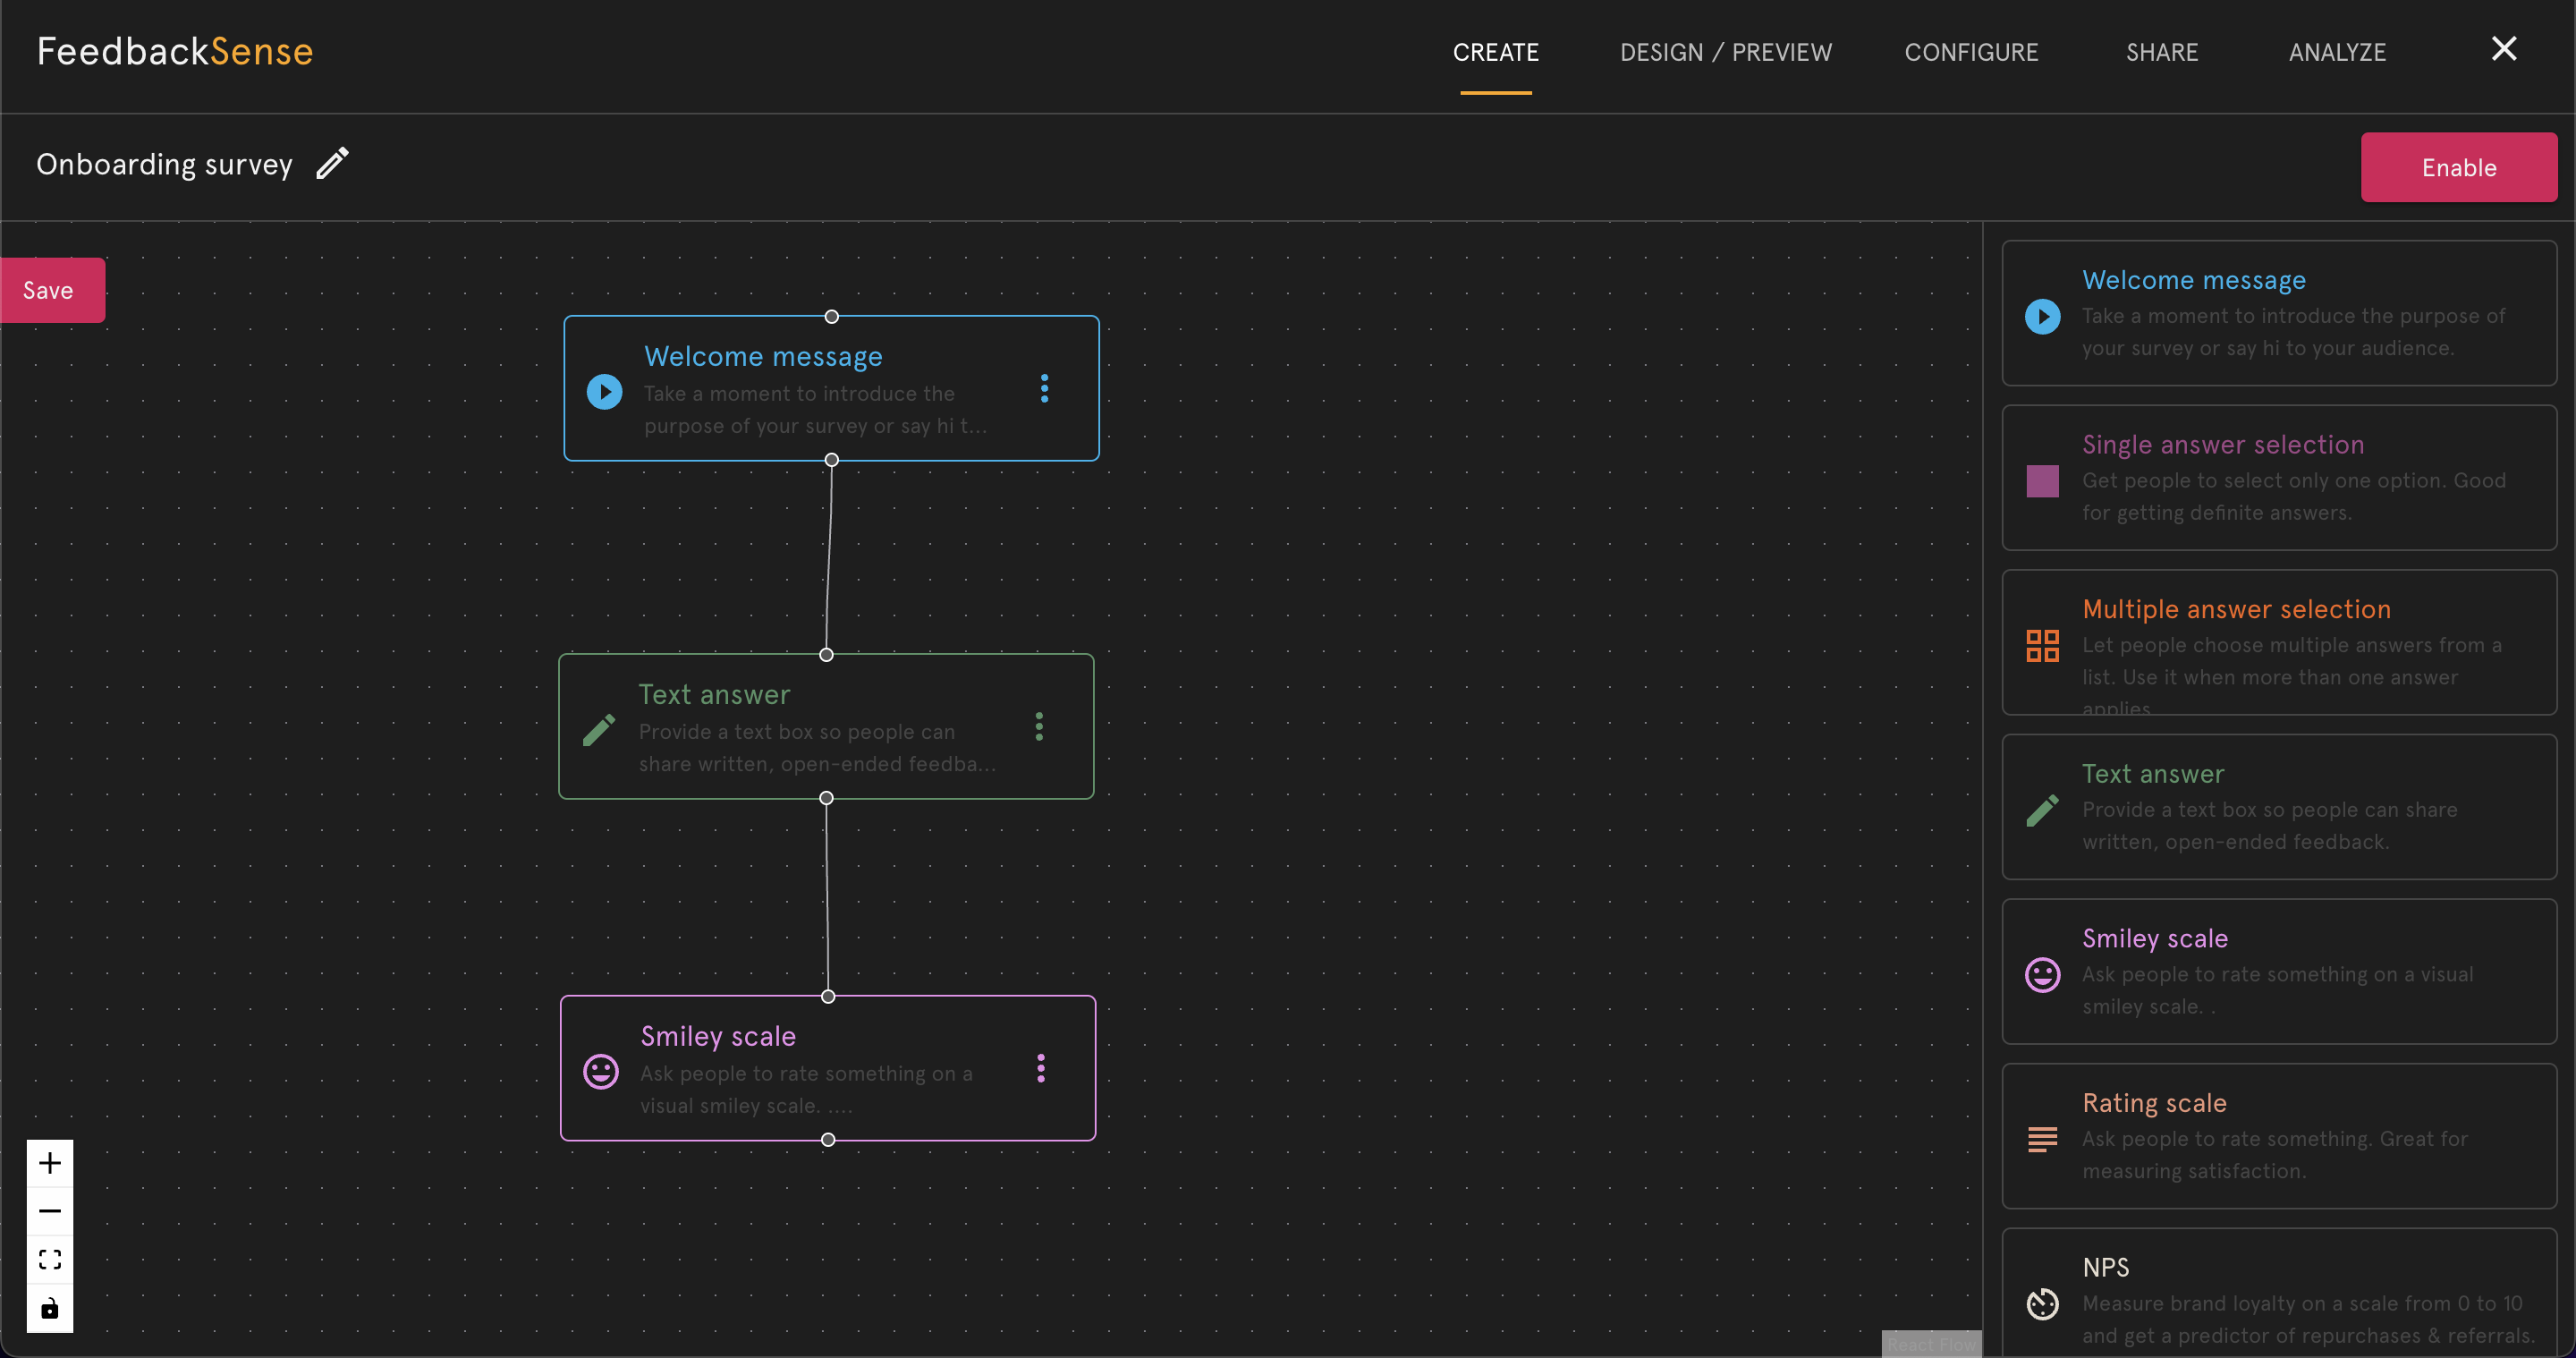 FeedbackSense
CREATE
DESIGN / PREVIEW
CONFIGURE
SHARE
ANALYZE
Onboarding survey
Enable
Save
Welcome message
Take a moment to introduce the
purpose of your survey or say hi t...
Text answer
Provide a text box so people can
share written, open-ended feedba...
Smiley scale
Ask people to rate something on a
visual smiley scale. ....
Welcome message
Take a moment to introduce the purpose of
your survey or say hi to your audience.
Single answer selection
Get people to select only one option. Good
for getting definite answers.
Multiple answer selection
Let people choose multiple answers from a
list. Use it when more than one answer
applies
Text answer
Provide a text box so people can share
written, open-ended feedback.
Smiley scale
Ask people to rate something on a visual
smiley scale. .
Rating scale
Ask people to rate something. Great for
measuring satisfaction.
NPS
Measure brand loyalty on a scale from 0 to 10
and get a predictor of repurchases & referrals.
React Flow